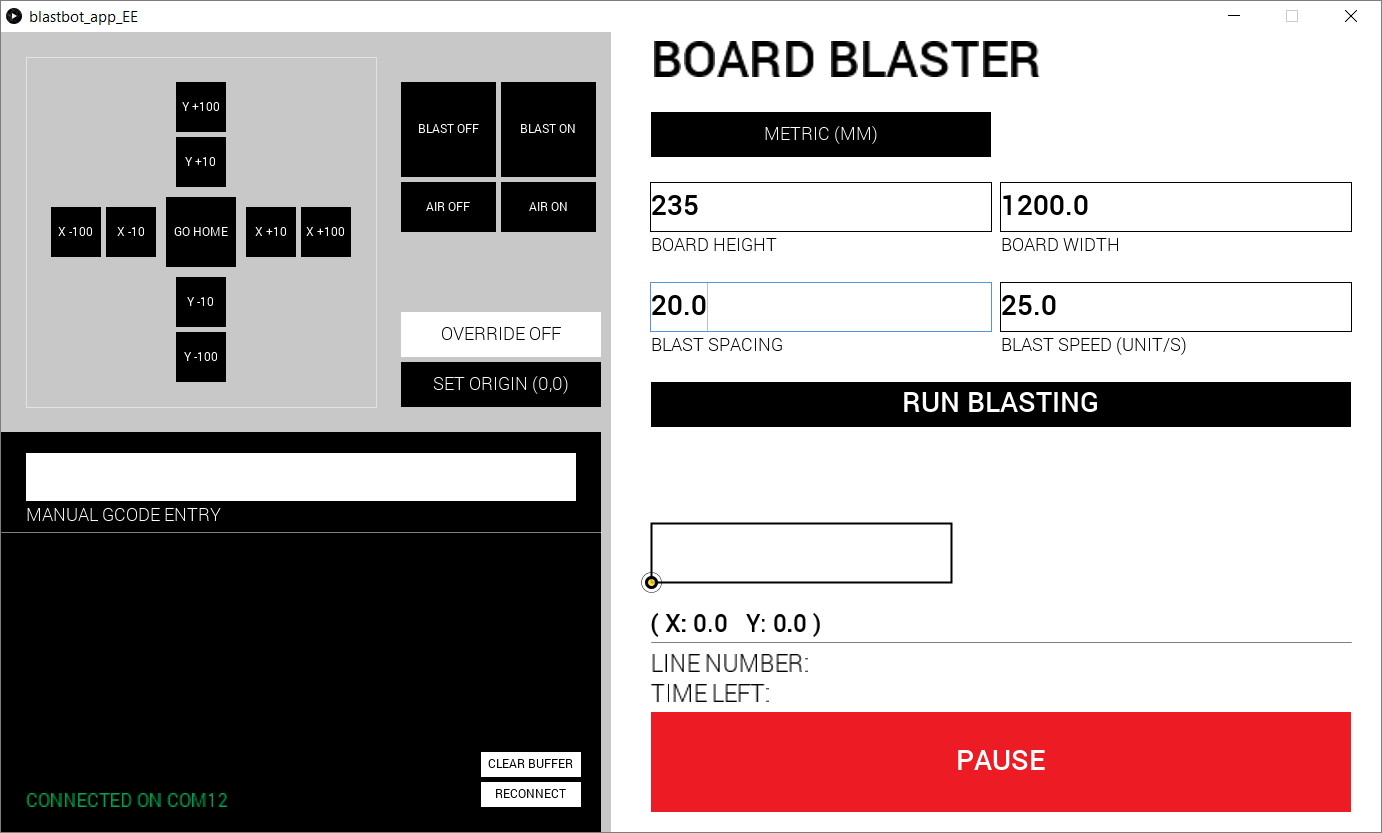 blastbot_app_EE
Y +100
Y +10
X -100
X -10
GO HOME
X +10
X +100
Y -10
Y -100
BLAST OFF
BLAST ON
AIR OFF
AIR ON
OVERRIDE OFF
SET ORIGIN (0,0)
MANUAL GCODE ENTRY
CLEAR BUFFER
RECONNECT
CONNECTED ON COM12
BOARD BLASTER
METRIC (MM)
235
BOARD HEIGHT
1200.0
BOARD WIDTH
20.0
BLAST SPACING
25.0
BLAST SPEED (UNIT/S)
RUN BLASTING
( X: 0.0 Y: 0.0 )
LINE NUMBER:
TIME LEFT:
PAUSE